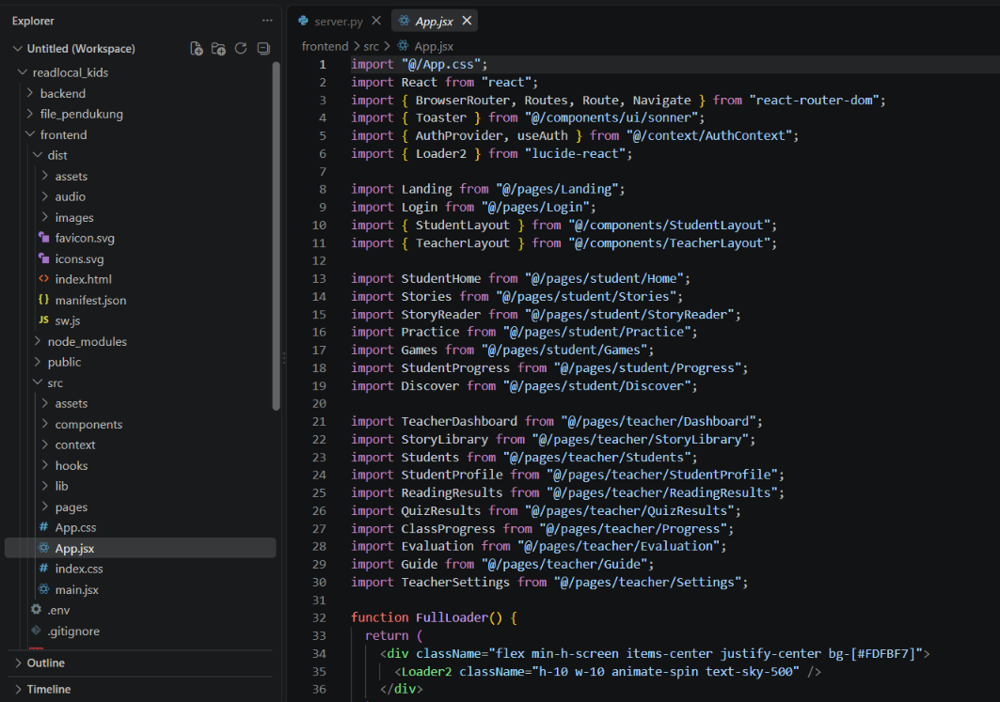 Explorer
Untitled (Workspace)
readlocal_kids
backend
file_pendukung
frontend
dist
assets
audio
images
favicon.svg
icons.svg
index.html
{} manifest.json
JS sw.js
node_modules
public
src
assets
components
context
hooks
lib
pages
# App.css
App.jsx
# index.css
main.jsx
.env
.gitignore
Outline
Timeline
server.py
App.jsx
frontend > src > App.jsx
1 import "@/App.css";
2 import React from "react";
3 import { BrowserRouter, Routes, Route, Navigate } from "react-router-dom";
4 import { Toaster } from "@/components/ui/sonner";
5 import { AuthProvider, useAuth } from "@/context/AuthContext";
6 import { Loader2 } from "lucide-react";
7
8 import Landing from "@/pages/Landing";
9 import Login from "@/pages/Login";
10 import { StudentLayout } from "@/components/StudentLayout";
11 import { TeacherLayout } from "@/components/TeacherLayout";
12
13 import StudentHome from "@/pages/student/Home";
14 import Stories from "@/pages/student/Stories";
15 import StoryReader from "@/pages/student/StoryReader";
16 import Practice from "@/pages/student/Practice";
17 import Games from "@/pages/student/Games";
18 import StudentProgress from "@/pages/student/Progress";
19 import Discover from "@/pages/student/Discover";
20
21 import TeacherDashboard from "@/pages/teacher/Dashboard";
22 import StoryLibrary from "@/pages/teacher/StoryLibrary";
23 import Students from "@/pages/teacher/Students";
24 import StudentProfile from "@/pages/teacher/StudentProfile";
25 import ReadingResults from "@/pages/teacher/ReadingResults";
26 import QuizResults from "@/pages/teacher/QuizResults";
27 import ClassProgress from "@/pages/teacher/Progress";
28 import Evaluation from "@/pages/teacher/Evaluation";
29 import Guide from "@/pages/teacher/Guide";
30 import TeacherSettings from "@/pages/teacher/Settings";
31
32 function FullLoader() {
33 return (
34 <div className="flex min-h-screen items-center justify-center bg-[#FDFBF7]">
35 <Loader2 className="h-10 w-10 animate-spin text-sky-500" />
36 </div>